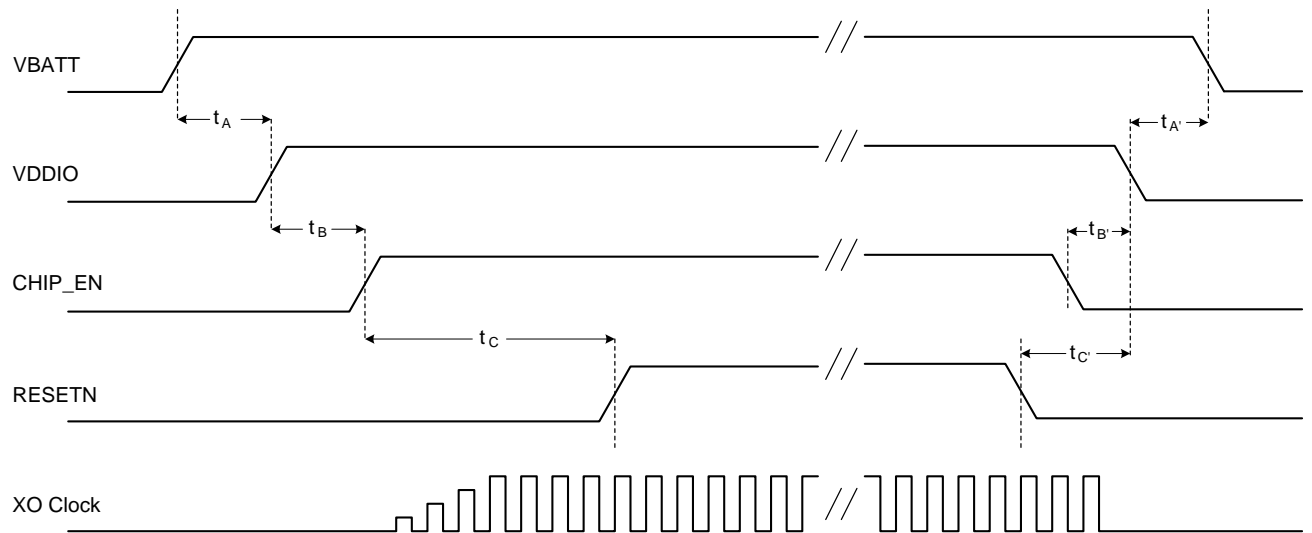 VBATT
tA
tA'
VDDIO
tB
tB'
CHIP_EN
tC
tC'
RESETN
XO Clock